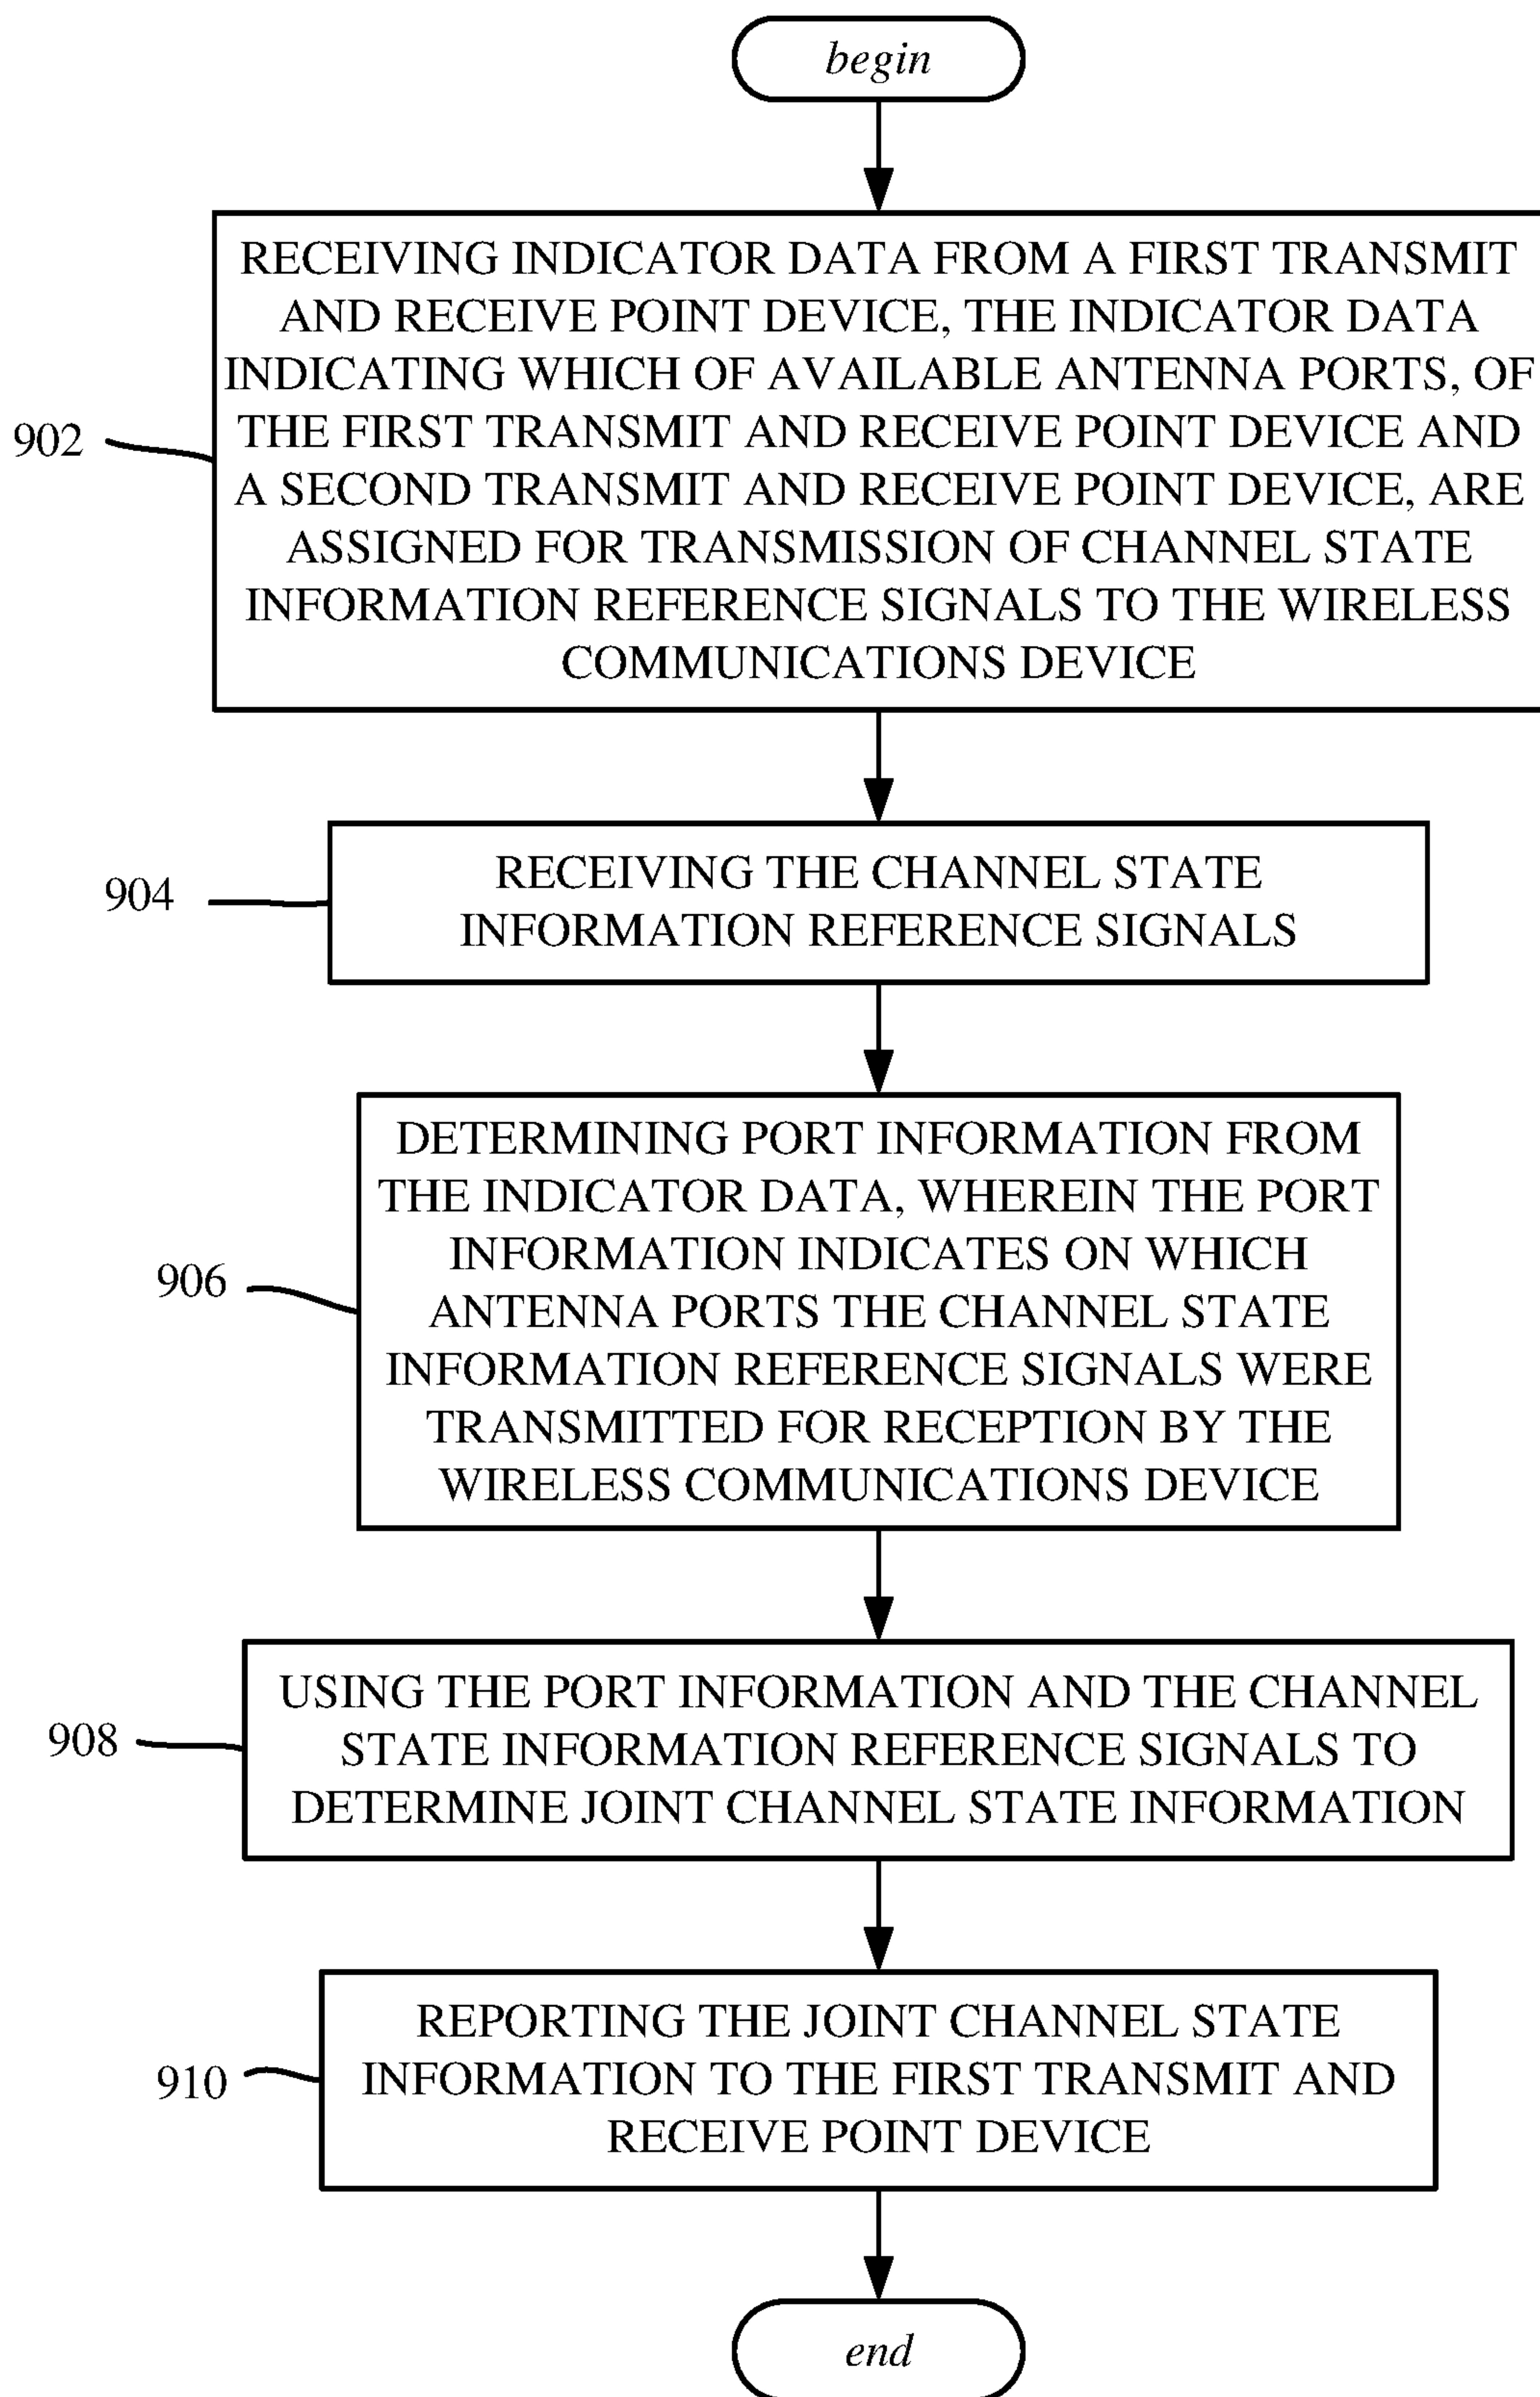 begin
RECEIVING INDICATOR DATA FROM A FIRST TRANSMIT
AND RECEIVE POINT DEVICE, THE INDICATOR DATA
INDICATING WHICH OF AVAILABLE ANTENNA PORTS, OF
THE FIRST TRANSMIT AND RECEIVE POINT DEVICE AND
A SECOND TRANSMIT AND RECEIVE POINT DEVICE, ARE
ASSIGNED FOR TRANSMISSION OF CHANNEL STATE
INFORMATION REFERENCE SIGNALS TO THE WIRELESS
COMMUNICATIONS DEVICE
902
RECEIVING THE CHANNEL STATE
INFORMATION REFERENCE SIGNALS
904
DETERMINING PORT INFORMATION FROM
THE INDICATOR DATA, WHEREIN THE PORT
INFORMATION INDICATES ON WHICH
ANTENNA PORTS THE CHANNEL STATE
INFORMATION REFERENCE SIGNALS WERE
TRANSMITTED FOR RECEPTION BY THE
WIRELESS COMMUNICATIONS DEVICE
906
USING THE PORT INFORMATION AND THE CHANNEL
STATE INFORMATION REFERENCE SIGNALS TO
DETERMINE JOINT CHANNEL STATE INFORMATION
908
REPORTING THE JOINT CHANNEL STATE
INFORMATION TO THE FIRST TRANSMIT AND
RECEIVE POINT DEVICE
910
end